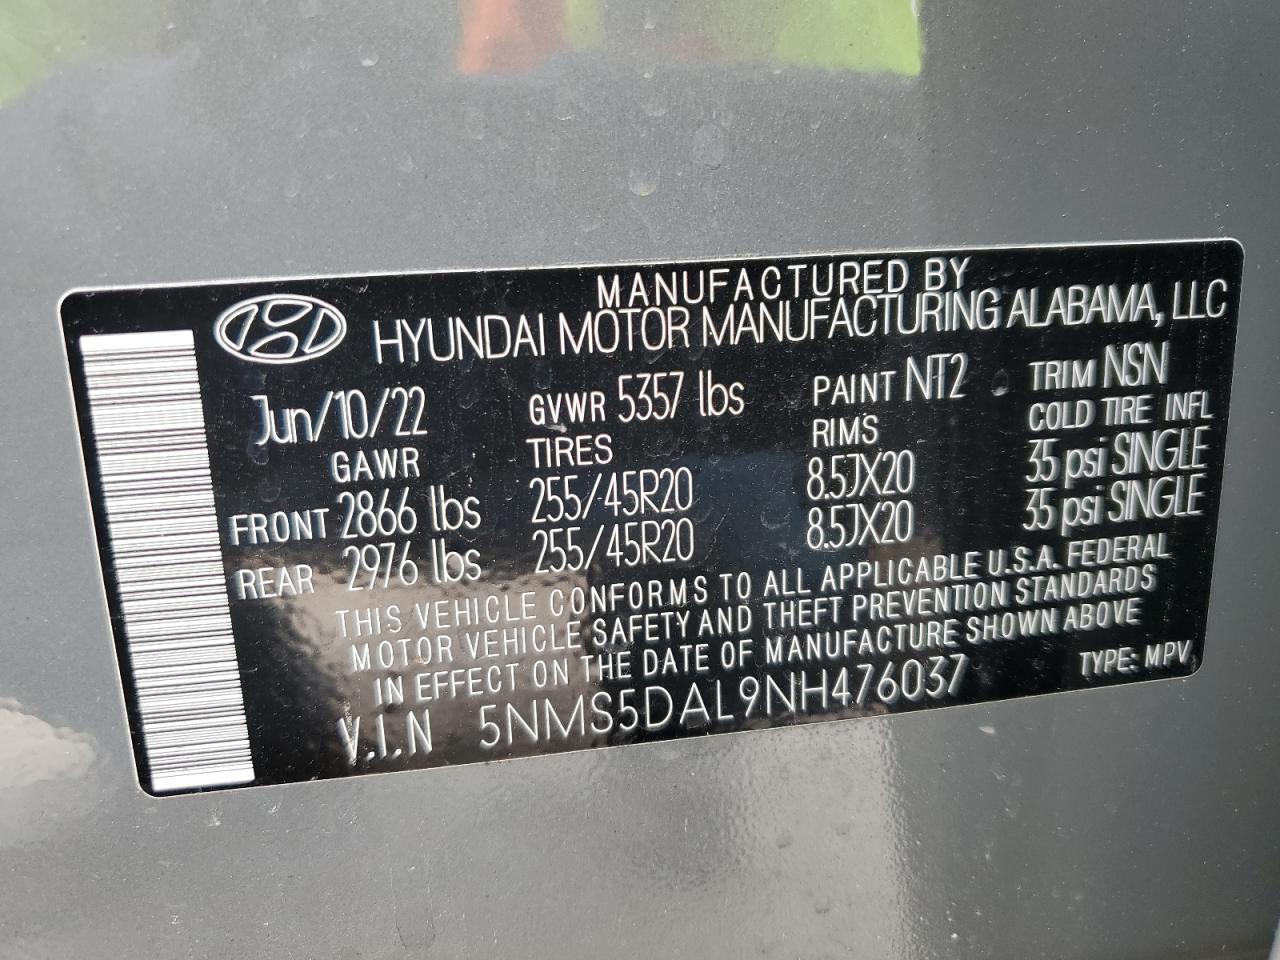 MANUFACTURED BY
HYUNDAI MOTOR MANUFACTURING ALABAMA, LLC
Jun/10/22 GVWR 5357 lbs PAINT NT2 TRIM NSN
GAWR TIRES RIMS COLD TIRE INFL
FRONT 2866 lbs 255/45R20 8.5JX20 35 psi SINGLE
REAR 2976 lbs 255/45R20 8.5JX20 35 psi SINGLE
THIS VEHICLE CONFORMS TO ALL APPLICABLE U.S.A. FEDERAL
MOTOR VEHICLE SAFETY AND THEFT PREVENTION STANDARDS
IN EFFECT ON THE DATE OF MANUFACTURE SHOWN ABOVE
V.I.N 5NMS5DAL9NH476037 TYPE: MPV